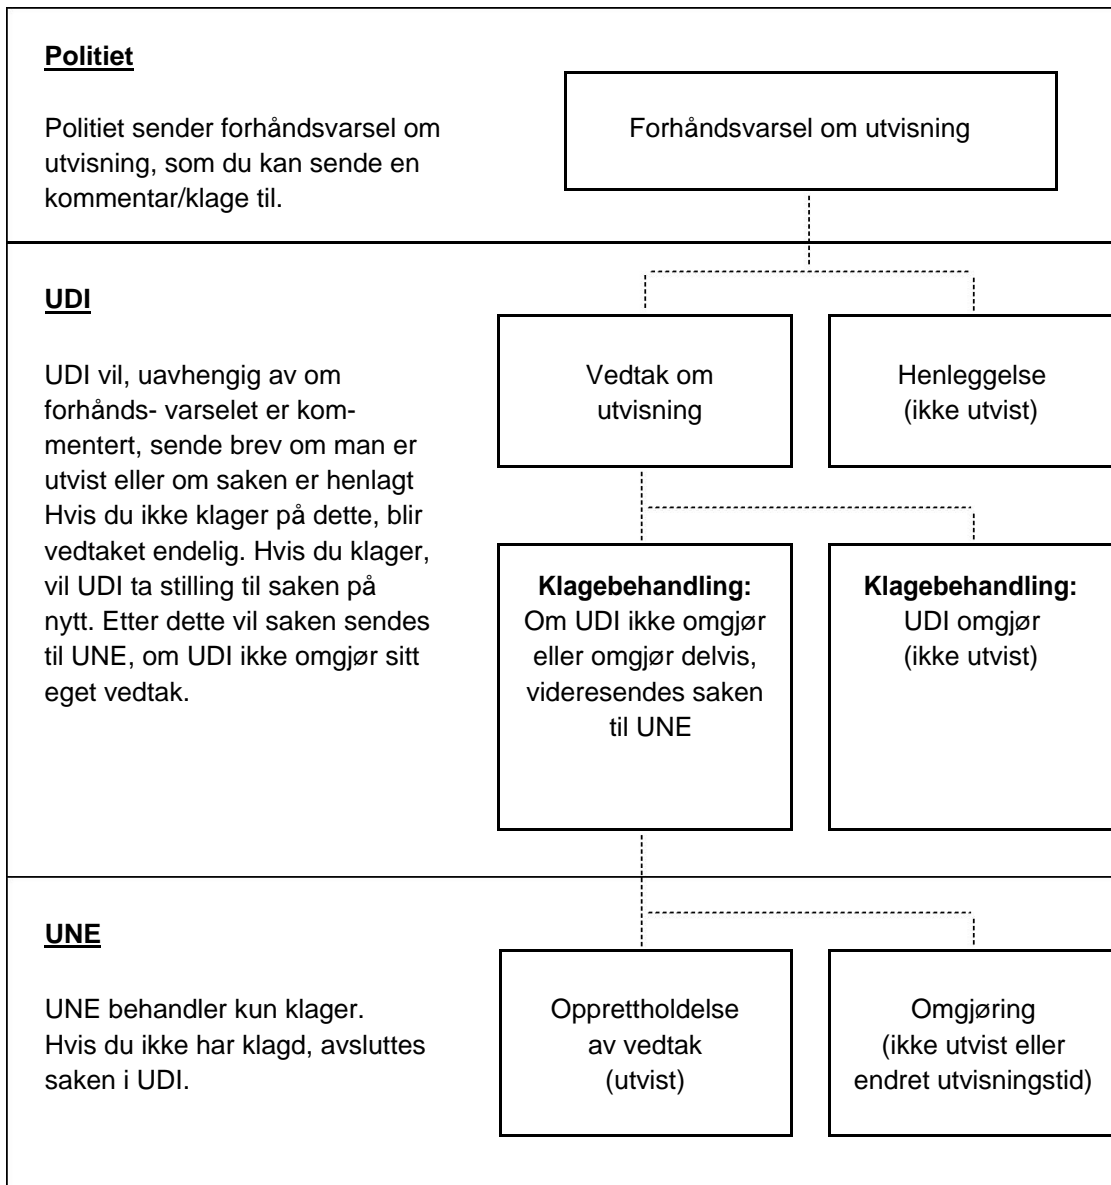 Politiet
Politiet sender forhåndsvarsel om
utvisning, som du kan sende en
kommentar/klage til.
Forhåndsvarsel om utvisning
UDI
UDI vil, uavhengig av om
forhånds- varselet er kom-
mentert, sende brev om man er
utvist eller om saken er henlagt
Hvis du ikke klager på dette, blir
vedtaket endelig. Hvis du klager,
vil UDI ta stilling til saken på
nytt. Etter dette vil saken sendes
til UNE, om UDI ikke omgjør sitt
eget vedtak.
Vedtak om
utvisning
Henleggelse
(ikke utvist)
Klagebehandling:
Om UDI ikke omgjør
eller omgjør delvis,
videresendes saken
til UNE
Klagebehandling:
UDI omgjør
(ikke utvist)
UNE
UNE behandler kun klager.
Hvis du ikke har klagd, avsluttes
saken i UDI.
Opprettholdelse
av vedtak
(utvist)
Omgjøring
(ikke utvist eller
endret utvisningstid)